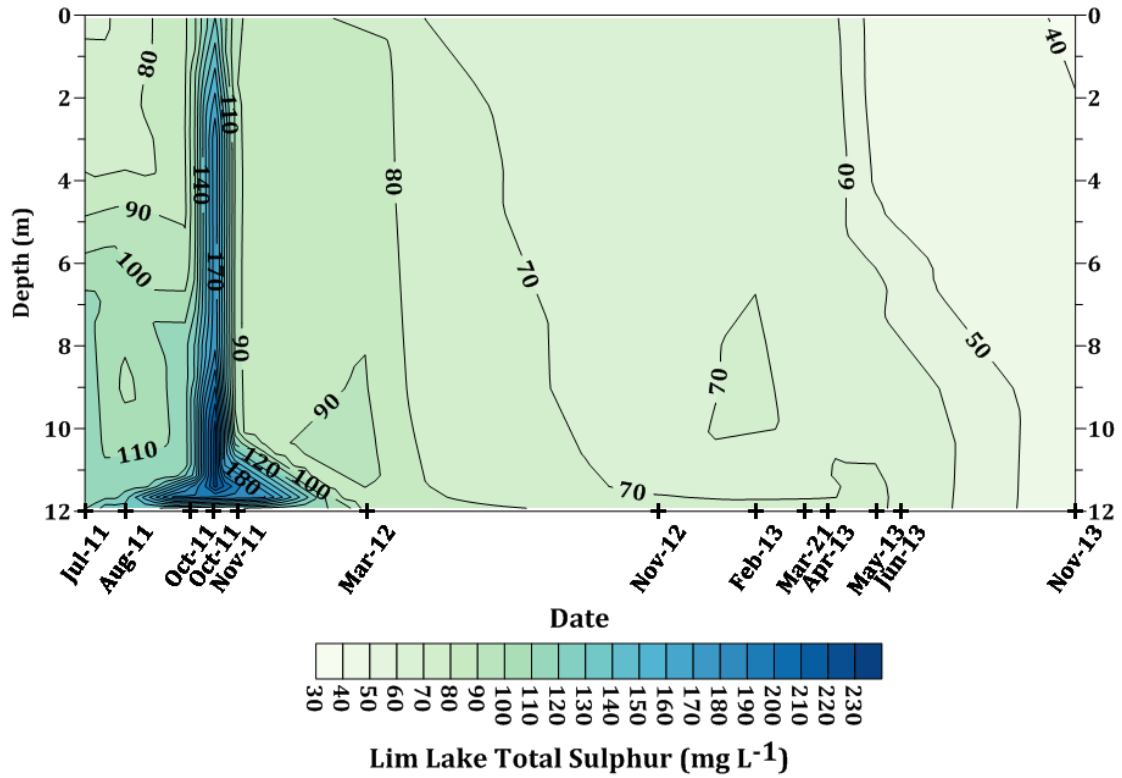 0 0
80
2 110 2
40
4 140 80 60 4
90
Depth (m)
6 100 170 70 6
8 90 50 8
90 70
10 110 120 10
180 100 70
12 12
Jul-11 Aug-11 Oct-11 Oct-11 Nov-11 Mar-12 Nov-12 Feb-13 Mar-21 Apr-13 May-13 Jun-13 Nov-13
Date
30 40 50 60 70 80 90 100 110 120 130 140 150 160 170 180 190 200 210 220 230
Lim Lake Total Sulphur (mg L-1)